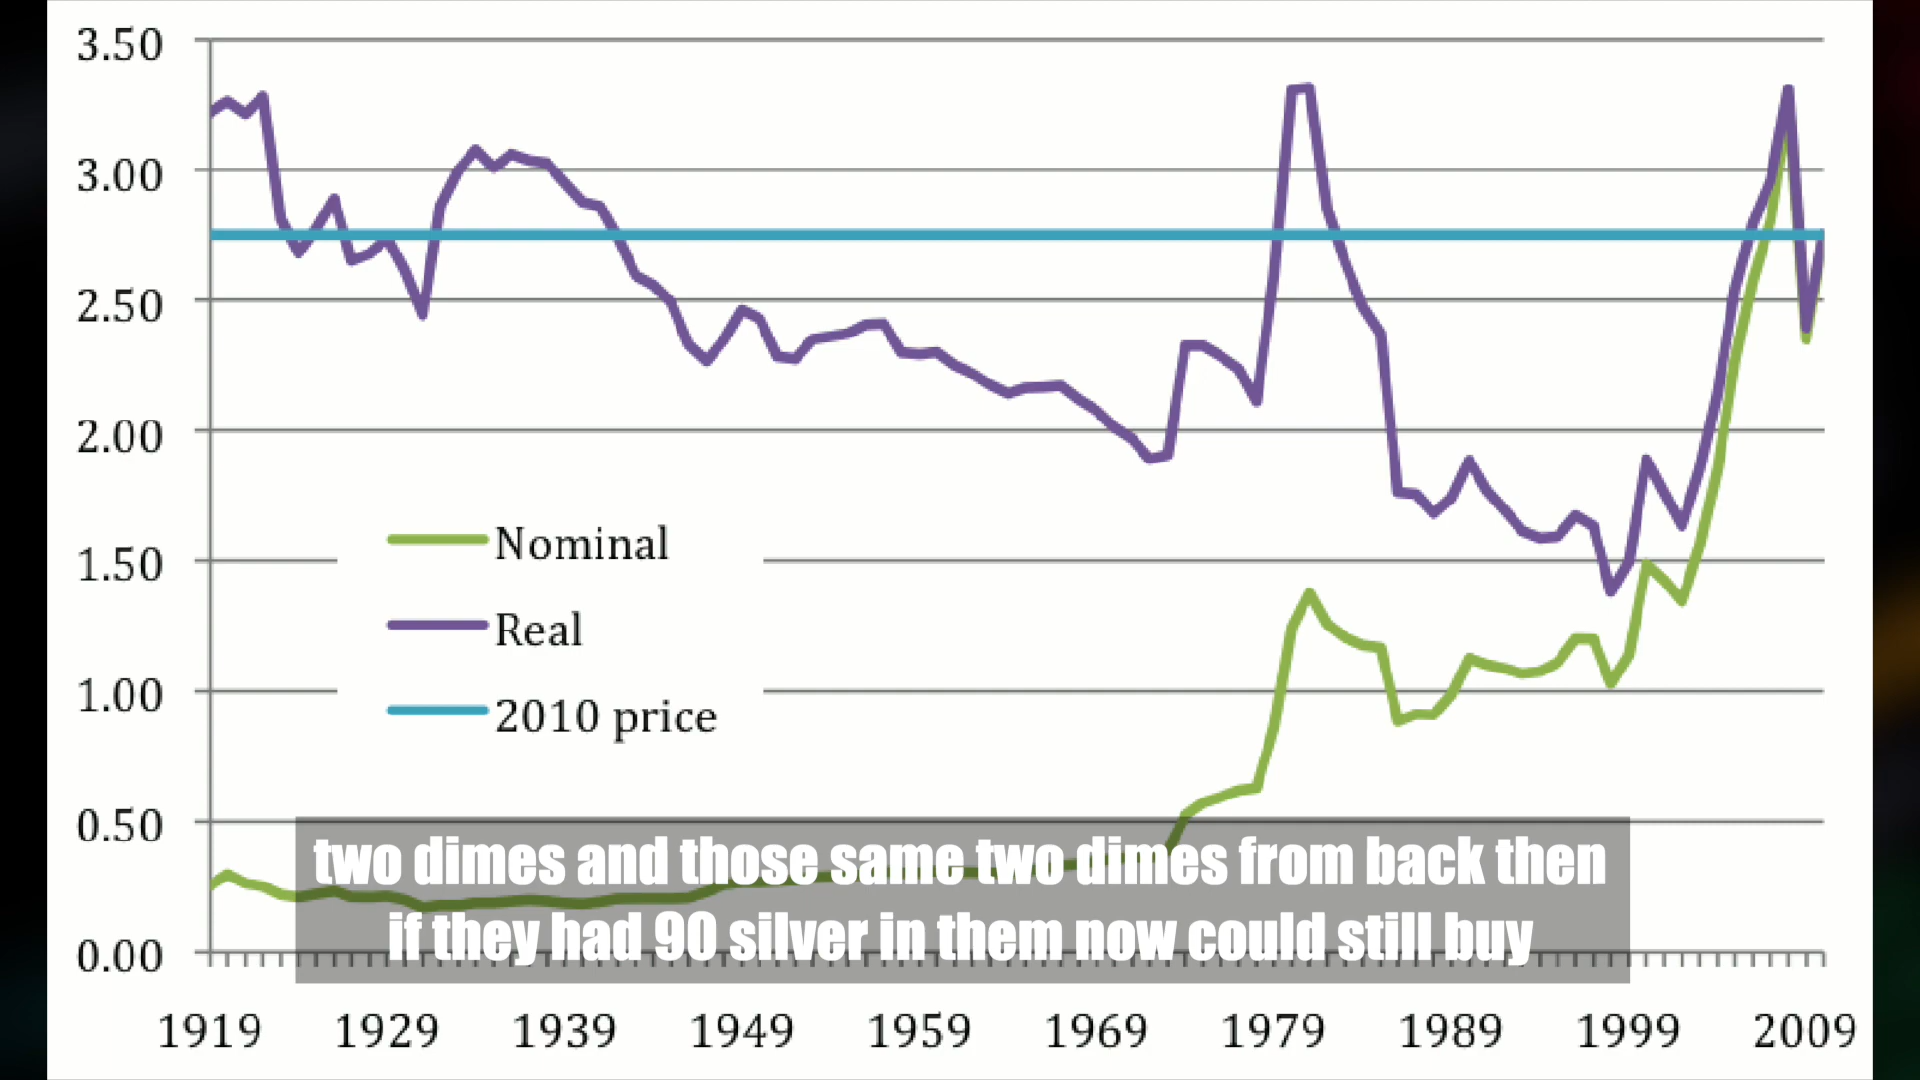 3.50
3.00
2.50
2.00
1.50
1.00
0.50
0.00
Nominal
Real
2010 price
two dimes and those same two dimes from back then
if they had 90 silver in them now could still buy
1919 1929 1939 1949 1959 1969 1979 1989 1999 2009